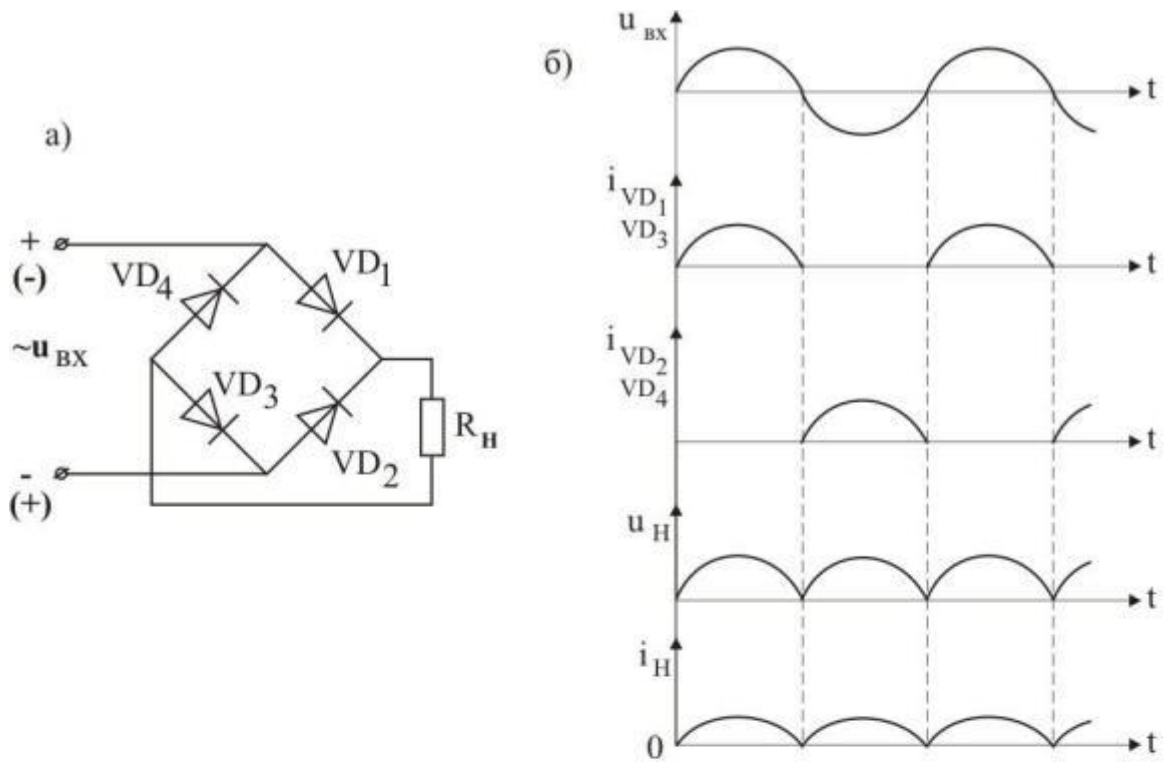 а)
+
(-)
~u вх
-
(+)
VD4
VD1
VD3
VD2
R н
б)
u вх
t
i VD1
VD3
t
i VD2
VD4
t
u н
t
i н
0
t